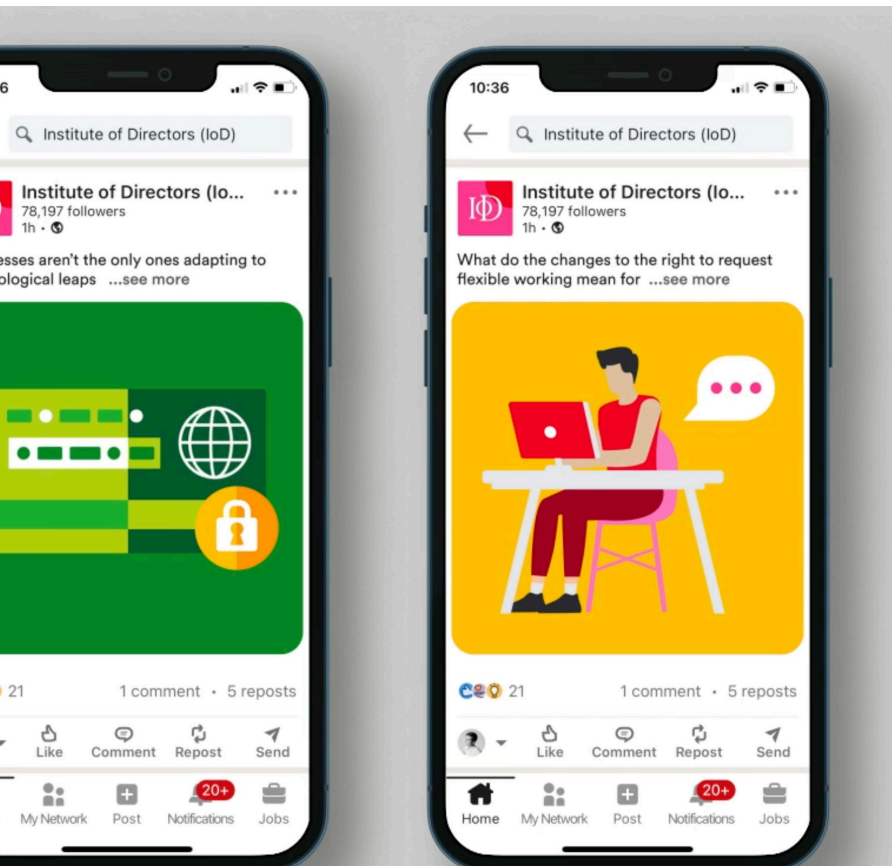 6
Institute of Directors (IoD)
Institute of Directors (Io...
78,197 followers
1h •
esses aren't the only ones adapting to
ological leaps ...see more
21
1 comment • 5 reposts
Like
Comment
Repost
Send
My Network
Post
20+
Notifications
Jobs
10:36
Institute of Directors (IoD)
IOD
Institute of Directors (Io...
78,197 followers
1h •
What do the changes to the right to request
flexible working mean for ...see more
21
1 comment • 5 reposts
Like
Comment
Repost
Send
Home
My Network
Post
20+
Notifications
Jobs